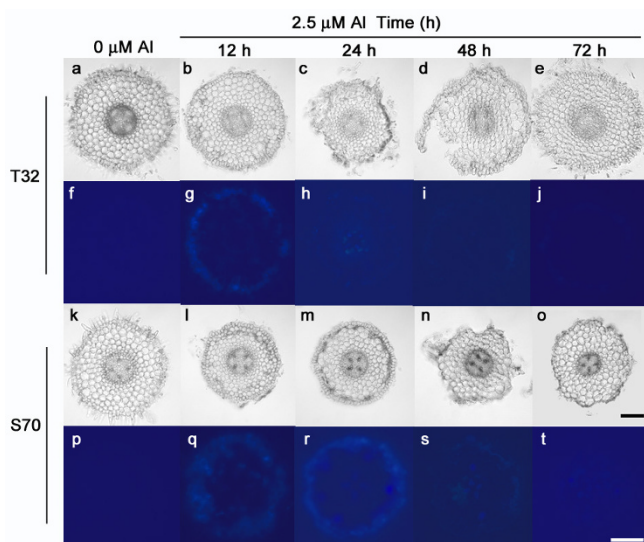 2.5 μM Al Time (h)
0 μM Al 12 h 24 h 48 h 72 h
a b c d e
T32
f g h i j
k l m n o
S70
p q r s t